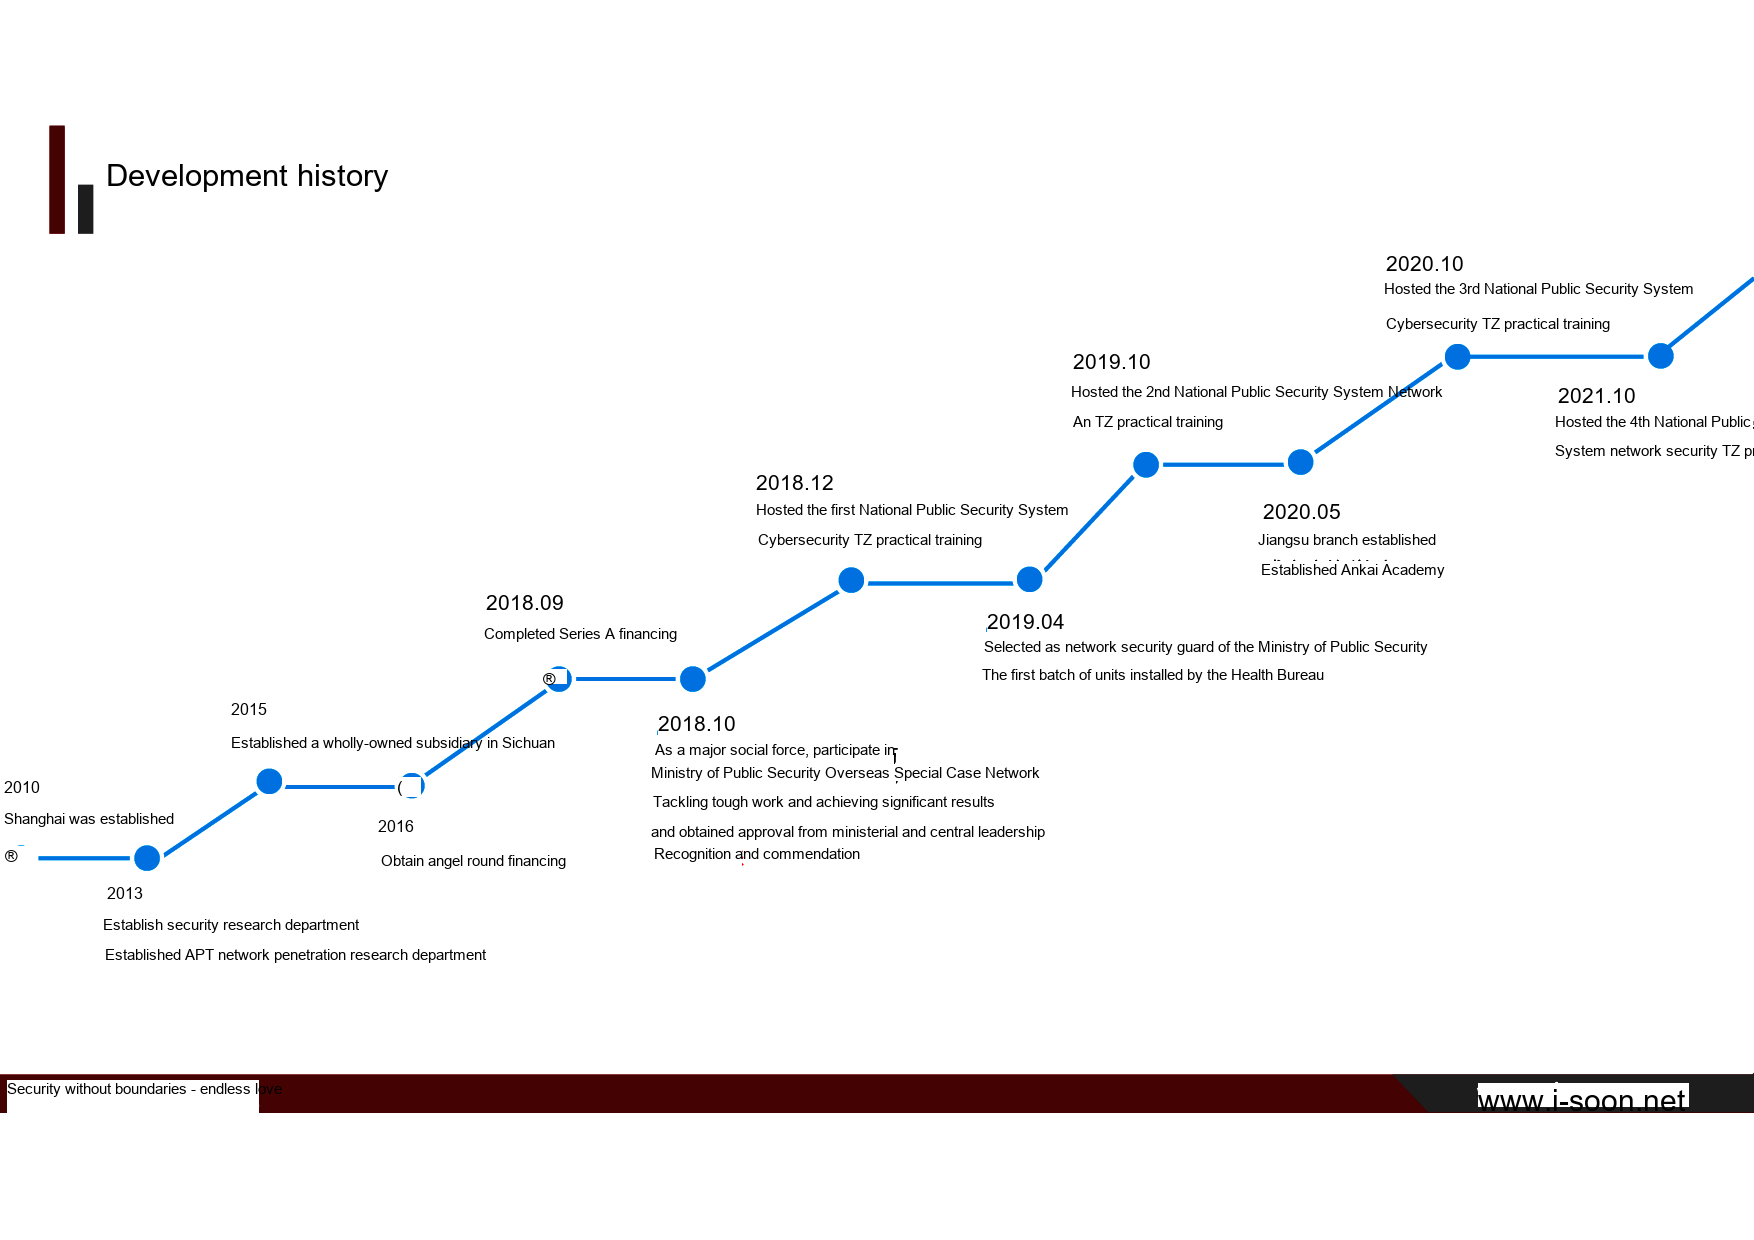 Development history
2020.10
Hosted the 3rd National Public Security System
Cybersecurity TZ practical training
2019.10
Hosted the 2nd National Public Security System Network
An TZ practical training
2021.10
Hosted the 4th National Public
System network security TZ
2018.12
Hosted the first National Public Security System
Cybersecurity TZ practical training
2020.05
Jiangsu branch established
Established Ankai Academy
2018.09
Completed Series A financing
®
2019.04
Selected as network security guard of the Ministry of Public Security
The first batch of units installed by the Health Bureau
2018.10
As a major social force, participate in
Ministry of Public Security Overseas Special Case Network
Tackling tough work and achieving significant results
and obtained approval from ministerial and central leadership
Recognition and commendation
2015
Established a wholly-owned subsidiary in Sichuan
(
2016
Obtain angel round financing
2010
Shanghai was established
®
2013
Establish security research department
Established APT network penetration research department
Security without boundaries - endless love
www.i-soon.net